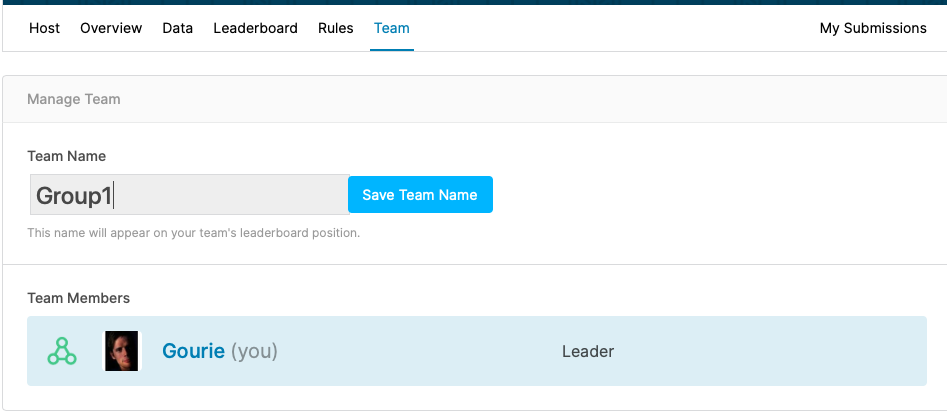 Host Overview Data Leaderboard Rules Team My Submissions
Manage Team
Team Name
Group1 Save Team Name
This name will appear on your team's leaderboard position.
Team Members
Gourie (you) Leader